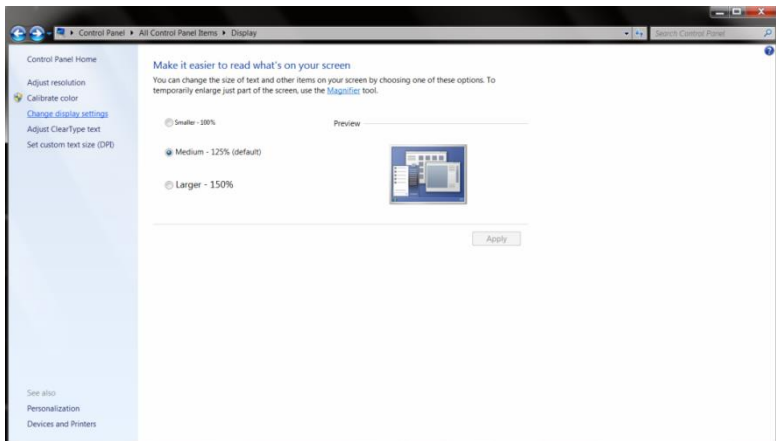 Control Panel ▸ All Control Panel Items ▸ Display
Search Control Panel
Control Panel Home
Adjust resolution
Calibrate color
Change display settings
Adjust ClearType text
Set custom text size (DPI)
Make it easier to read what's on your screen
You can change the size of text and other items on your screen by choosing one of these options. To
temporarily enlarge just part of the screen, use the Magnifier tool.
Smaller - 100%
Preview
Medium - 125% (default)
Larger - 150%
Apply
See also
Personalization
Devices and Printers